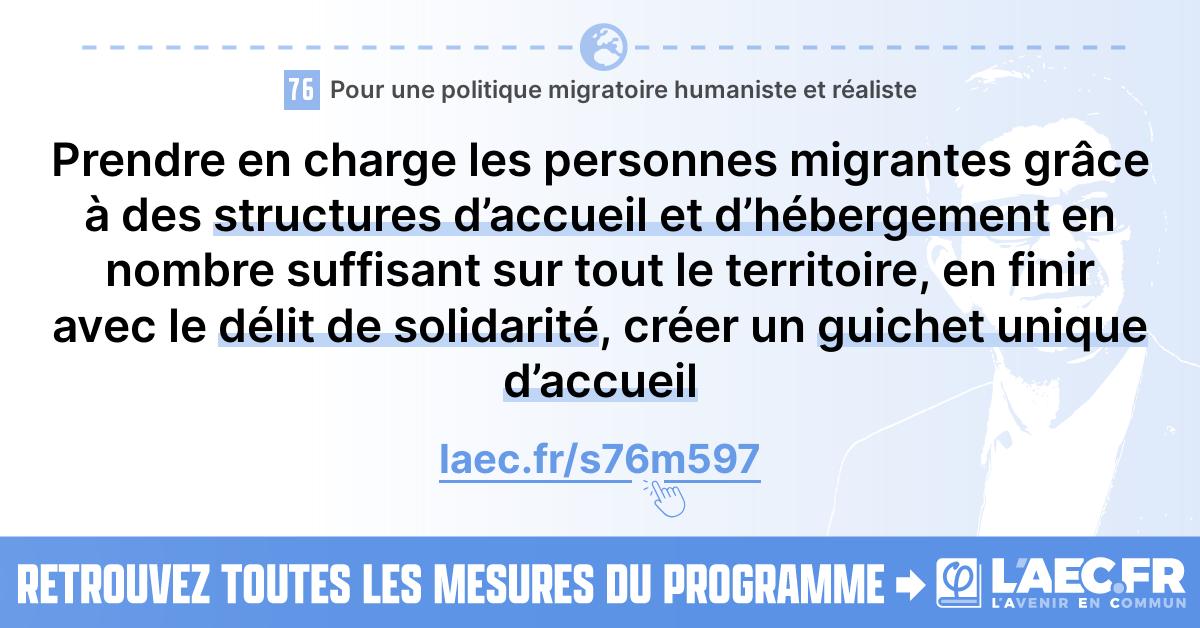 76 Pour une politique migratoire humaniste et réaliste
Prendre en charge les personnes migrantes grâce
à des structures d’accueil et d’hébergement en
nombre suffisant sur tout le territoire, en finir
avec le délit de solidarité, créer un guichet unique
d’accueil
laec.fr/s76m597
RETROUVEZ TOUTES LES MESURES DU PROGRAMME
φ L'AEC.FR
L'AVENIR EN COMMUN